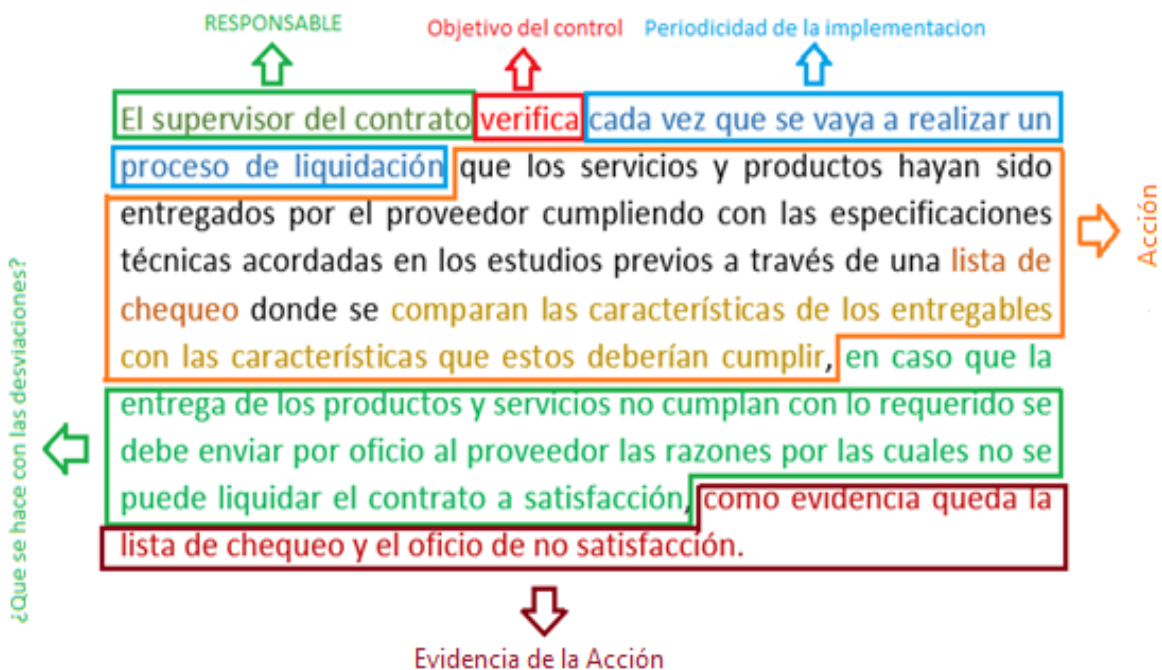 RESPONSABLE
Objetivo del control
Periodicidad de la implementacion
El supervisor del contrato verifica cada vez que se vaya a realizar un
proceso de liquidación que los servicios y productos hayan sido
entregados por el proveedor cumpliendo con las especificaciones
técnicas acordadas en los estudios previos a través de una lista de
chequeo donde se comparan las características de los entregables
con las características que estos deberían cumplir, en caso que la
entrega de los productos y servicios no cumplan con lo requerido se
debe enviar por oficio al proveedor las razones por las cuales no se
puede liquidar el contrato a satisfacción, como evidencia queda la
lista de chequeo y el oficio de no satisfacción.
Acción
¿Que se hace con las desviaciones?
Evidencia de la Acción